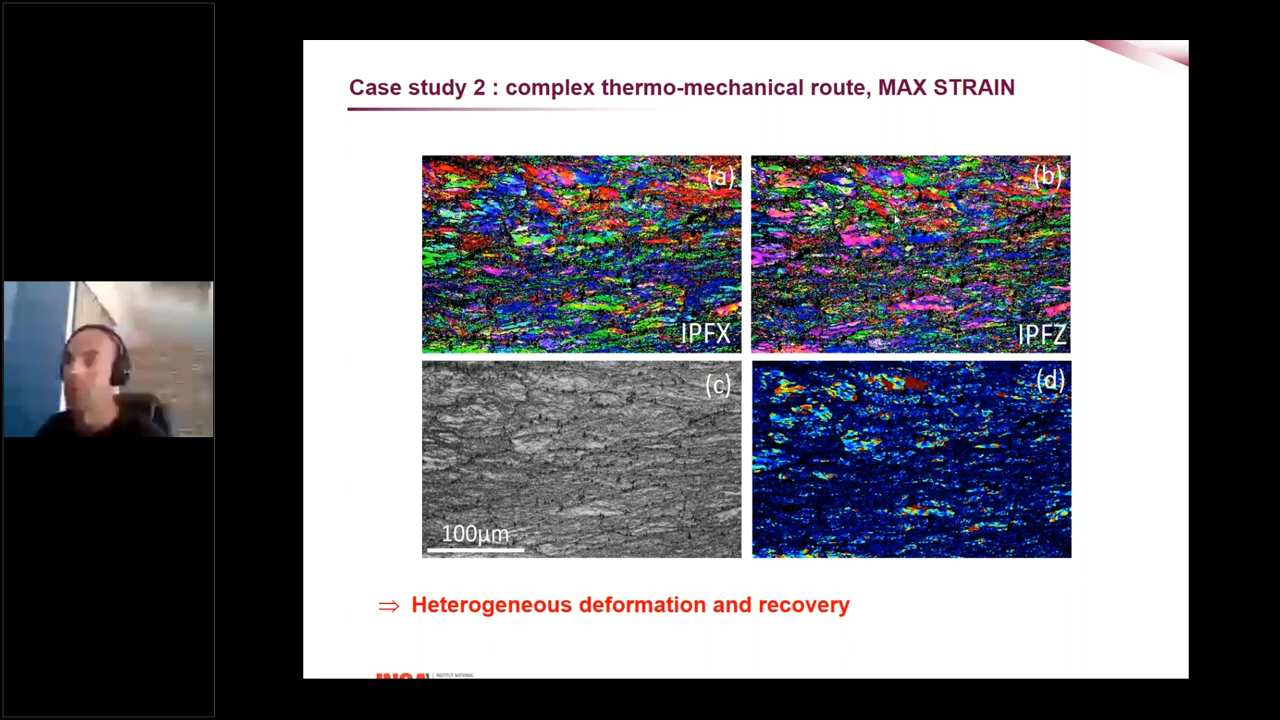 Case study 2 : complex thermo-mechanical route, MAX STRAIN
(a)
IPFX
(b)
IPFZ
(c)
100µm
(d)
⇒ Heterogeneous deformation and recovery
INSA INSTITUT NATIONAL